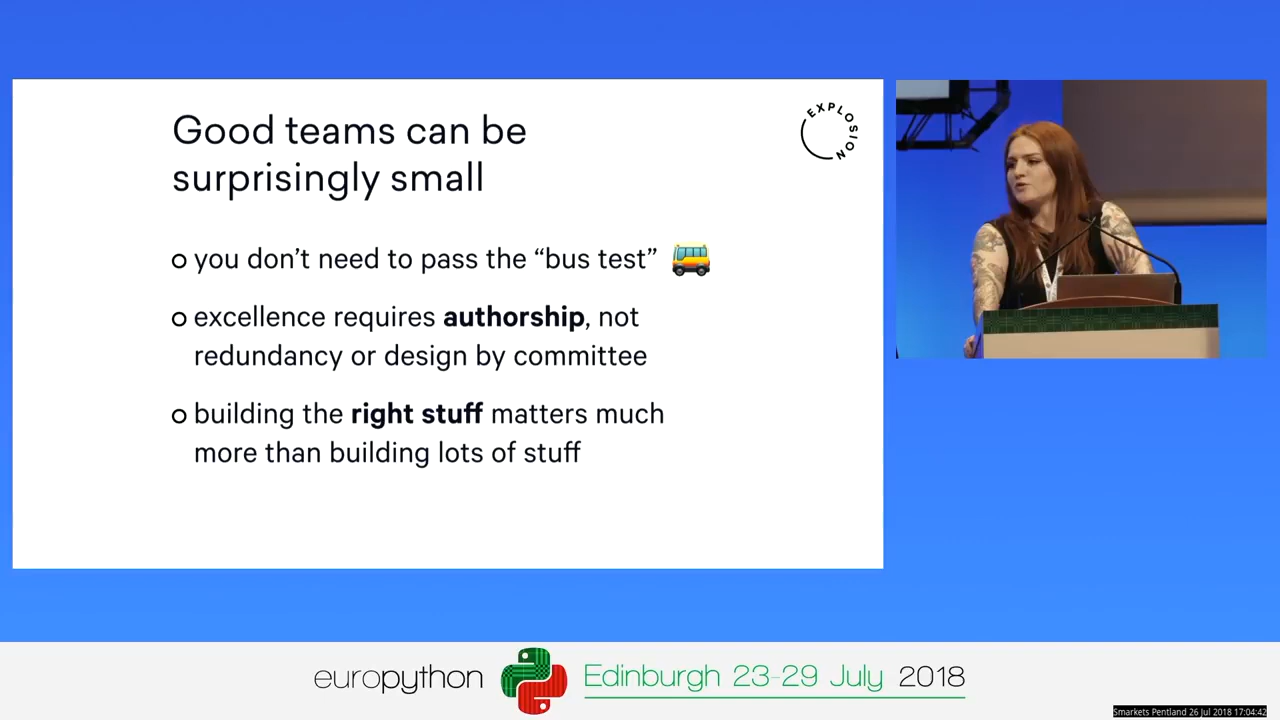 Good teams can be
surprisingly small
EXPLOSION
you don’t need to pass the “bus test”
excellence requires authorship, not
redundancy or design by committee
building the right stuff matters much
more than building lots of stuff
europython
Edinburgh 23-29 July 2018
Smarkets Pentland 26 Jul 2018 17:04:42